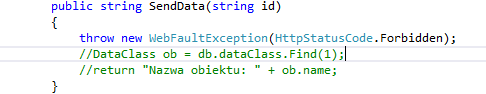 public string SendData(string id)
{
throw new WebFaultException(HttpStatusCode.Forbidden);
//DataClass ob = db.dataClass.Find(1);
//return "Nazwa obiektu: " + ob.name;
}